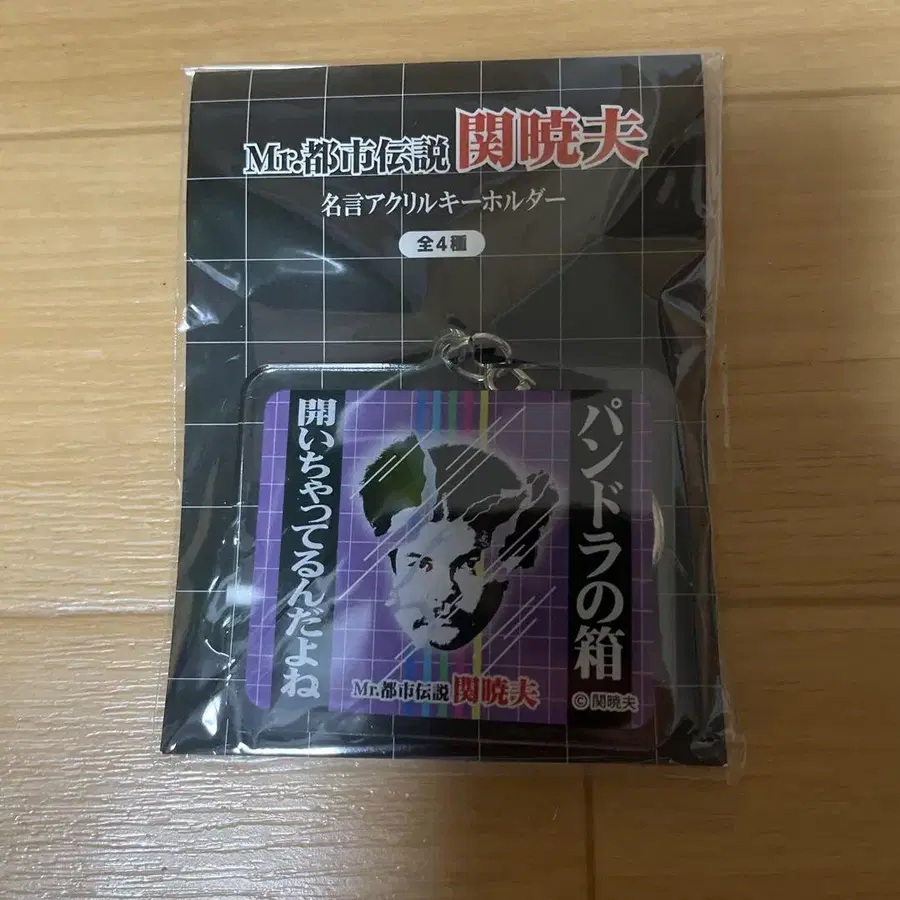 Mr.都市伝説 関暁夫
名言アクリルキーホルダー
全4種
パンドラの箱
開いちゃってるんだよね
Mr.都市伝説 関暁夫
©関暁夫